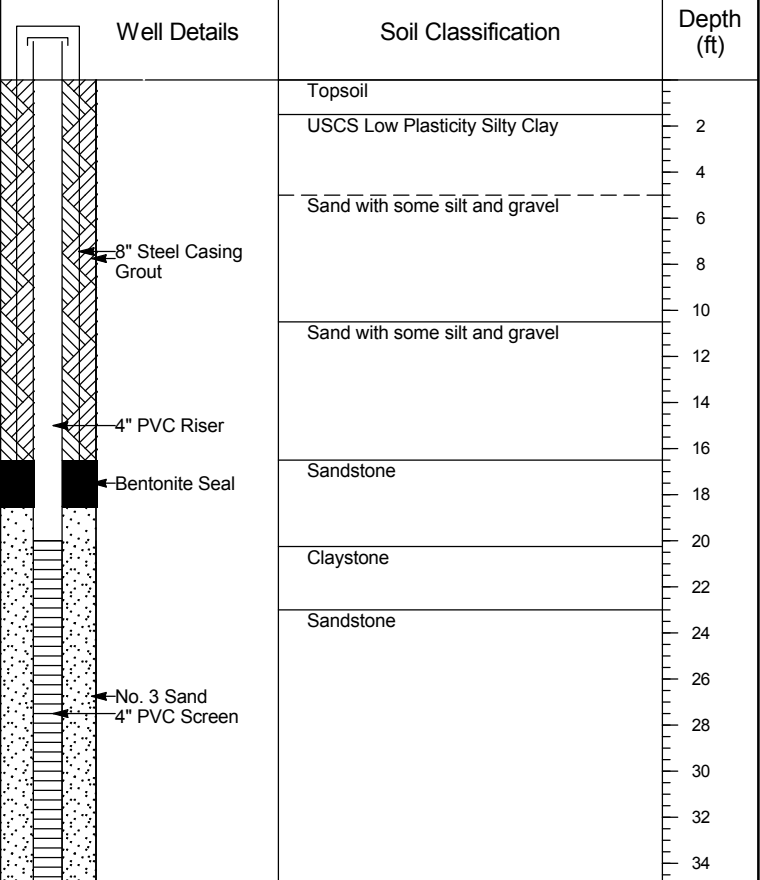 Well Details
Soil Classification
Depth
(ft)
Topsoil
USCS Low Plasticity Silty Clay
2
4
Sand with some silt and gravel
6
8" Steel Casing
Grout
8
10
Sand with some silt and gravel
12
14
4" PVC Riser
16
Sandstone
Bentonite Seal
18
20
Claystone
22
Sandstone
24
26
No. 3 Sand
4" PVC Screen
28
30
32
34